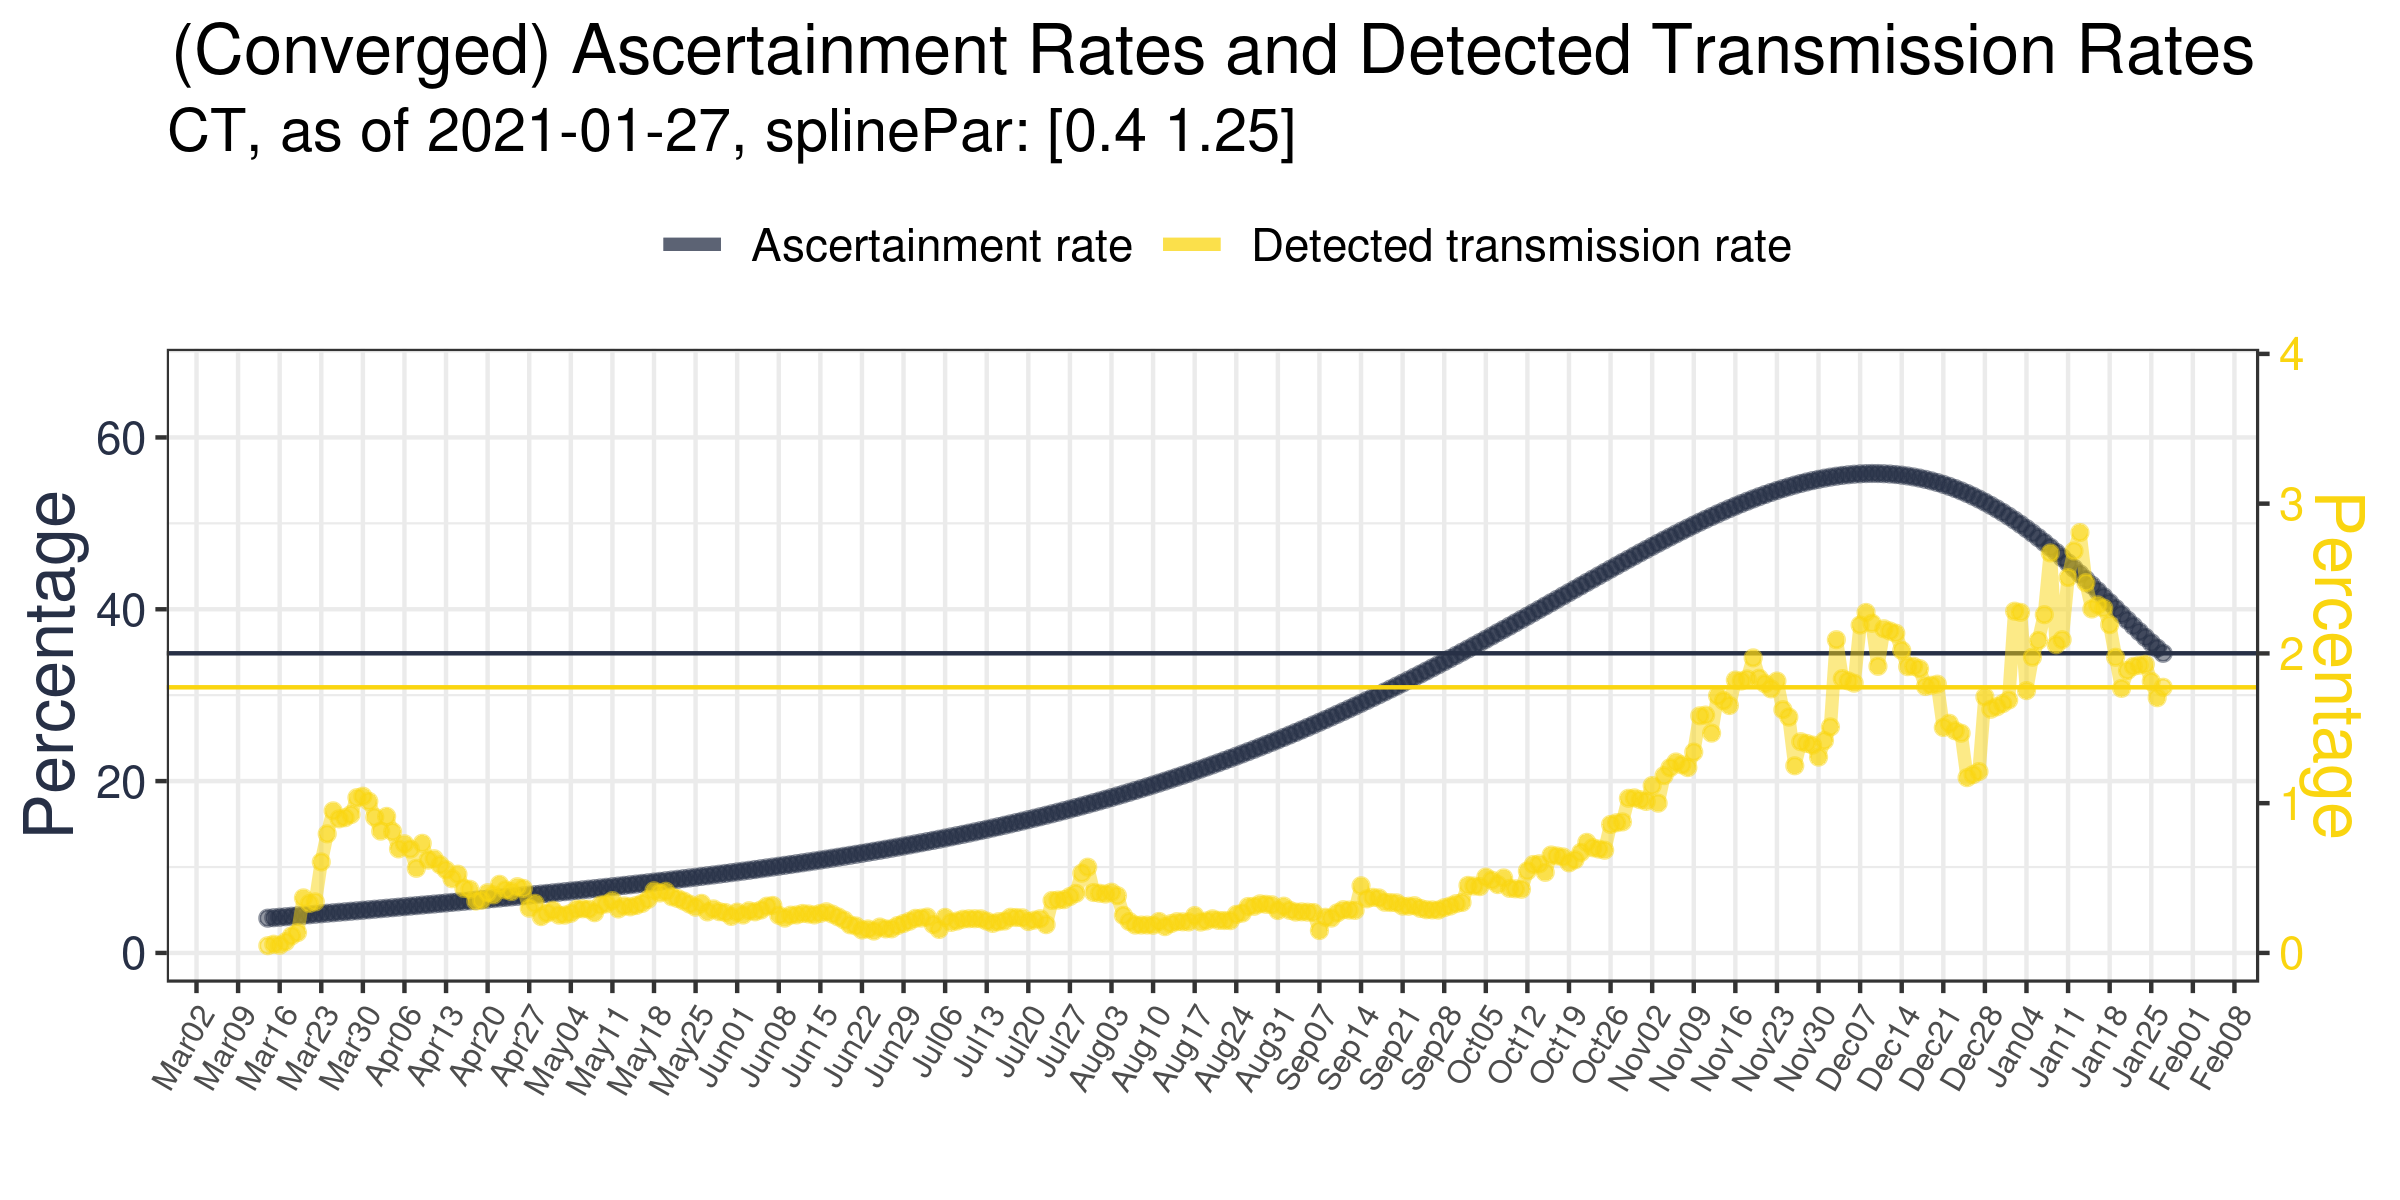 (Converged) Ascertainment Rates and Detected Transmission Rates
CT, as of 2021-01-27, splinePar: [0.4 1.25]
Ascertainment rate
Detected transmission rate
Percentage
60
40
20
0
4
3
2
1
0
Percentage
Mar02
Mar09
Mar16
Mar23
Mar30
Apr06
Apr13
Apr20
Apr27
May04
May11
May18
May25
Jun01
Jun08
Jun15
Jun22
Jun29
Jul06
Jul13
Jul20
Jul27
Aug03
Aug10
Aug17
Aug24
Aug31
Sep07
Sep14
Sep21
Sep28
Oct05
Oct12
Oct19
Oct26
Nov02
Nov09
Nov16
Nov23
Nov30
Dec07
Dec14
Dec21
Dec28
Jan04
Jan11
Jan18
Jan25
Feb01
Feb08